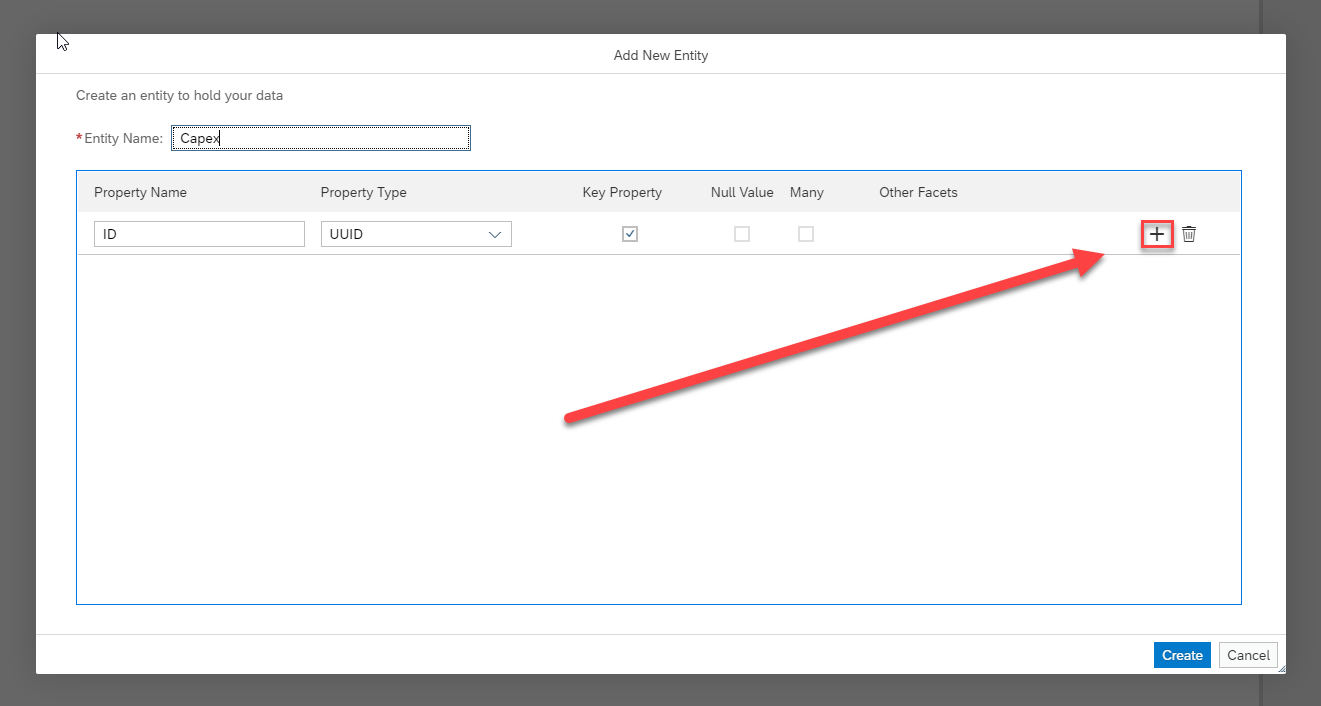 Add New Entity
Create an entity to hold your data
*Entity Name: Capex
Property Name Property Type Key Property Null Value Many Other Facets
ID UUID
Create Cancel